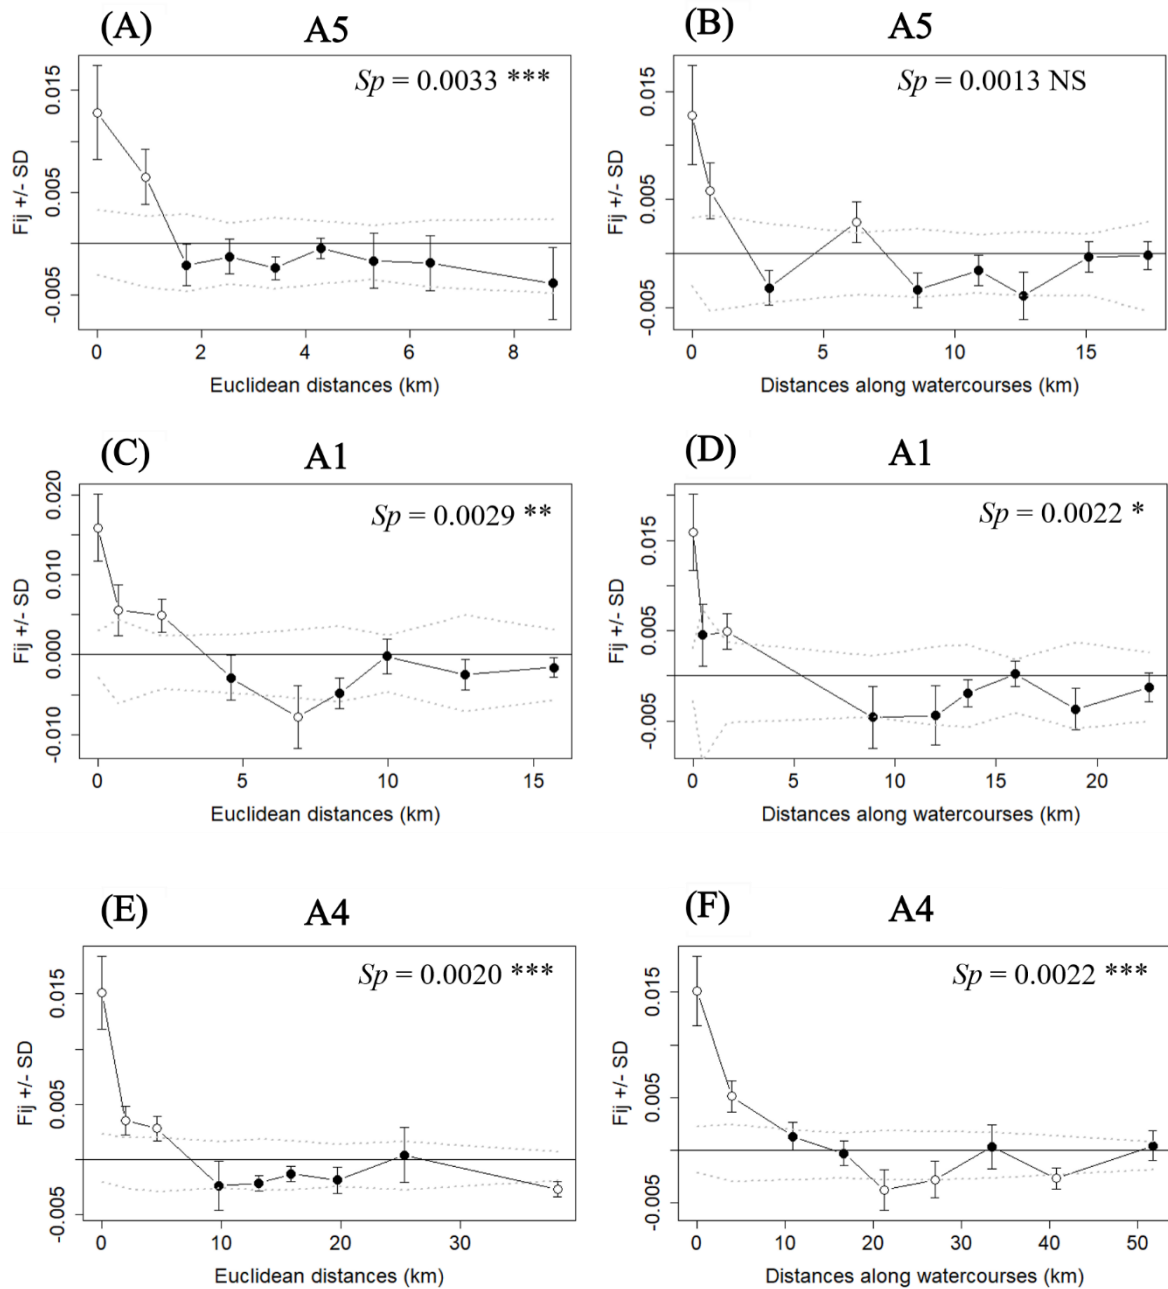 (A) A5
Sp = 0.0033 ***
Fij +/- SD
0.015
0.005
-0.005
0 2 4 6 8
Euclidean distances (km)
(B) A5
Sp = 0.0013 NS
Fij +/- SD
0.015
0.005
-0.005
0 5 10 15
Distances along watercourses (km)
(C) A1
Sp = 0.0029 **
Fij +/- SD
0.020
0.010
0.000
-0.010
0 5 10 15
Euclidean distances (km)
(D) A1
Sp = 0.0022 *
Fij +/- SD
0.015
0.005
-0.005
0 5 10 15 20
Distances along watercourses (km)
(E) A4
Sp = 0.0020 ***
Fij +/- SD
0.015
0.005
-0.005
0 10 20 30
Euclidean distances (km)
(F) A4
Sp = 0.0022 ***
Fij +/- SD
0.015
0.005
-0.005
0 10 20 30 40 50
Distances along watercourses (km)